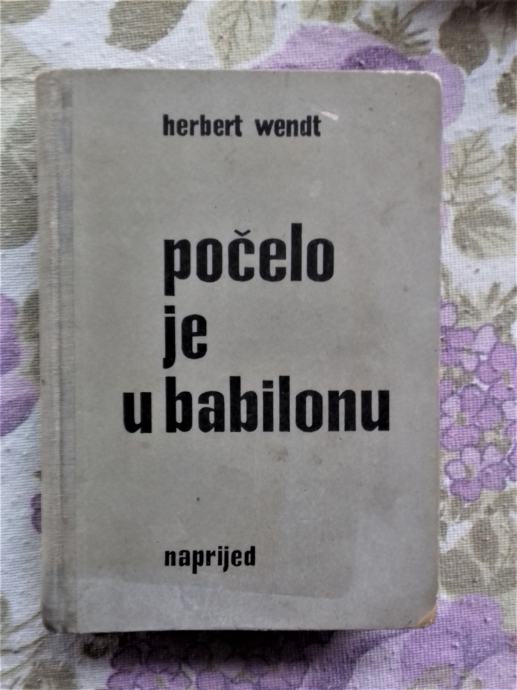 herbert wendt
počelo
je
u babilonu
naprijed